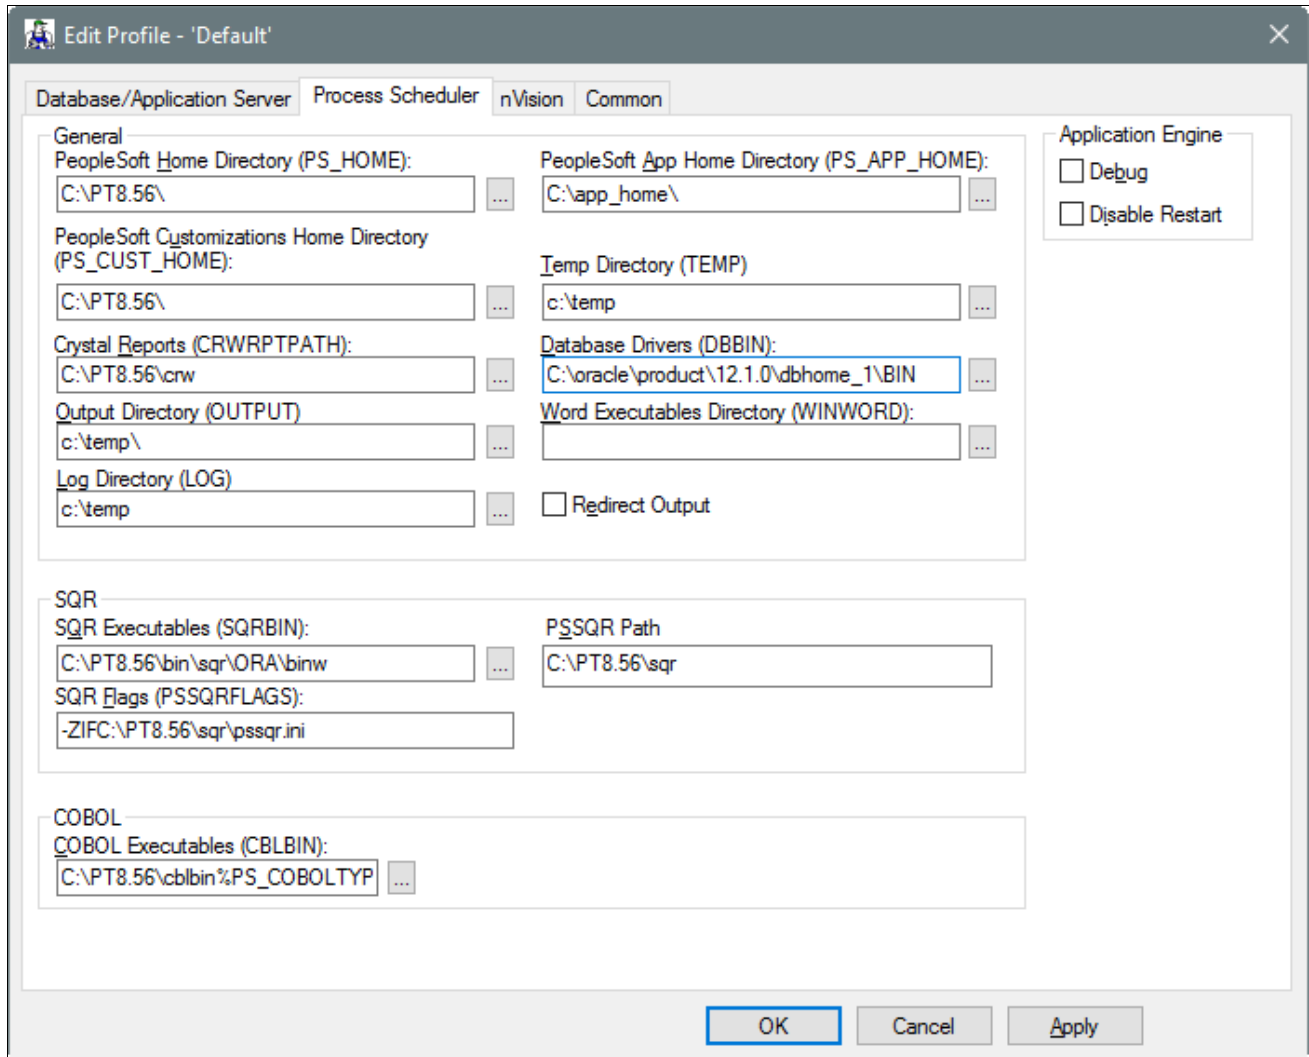 Edit Profile - 'Default'
Database/Application Server
Process Scheduler
nVision
Common
General
PeopleSoft Home Directory (PS_HOME):
C:\PT8.56\
...
PeopleSoft App Home Directory (PS_APP_HOME):
C:\app_home\
...
PeopleSoft Customizations Home Directory
(PS_CUST_HOME):
C:\PT8.56\
...
Temp Directory (TEMP)
c:\temp
...
Crystal Reports (CRWRPTPATH):
C:\PT8.56\crw
...
Database Drivers (DBBIN):
C:\oracle\product\12.1.0\dbhome_1\BIN
...
Output Directory (OUTPUT)
c:\temp\
...
Word Executables Directory (WINWORD):
...
Log Directory (LOG)
c:\temp
...
Redirect Output
Application Engine
Debug
Disable Restart
SQR
SQR Executables (SQRBIN):
C:\PT8.56\bin\sqr\ORA\binw
...
PSSQR Path
C:\PT8.56\sqr
SQR Flags (PSSQRFLAGS):
-ZIFC:\PT8.56\sqr\pssqr.ini
COBOL
COBOL Executables (CBLBIN):
C:\PT8.56\cblbin%PS_COBOLTYP
...
OK
Cancel
Apply